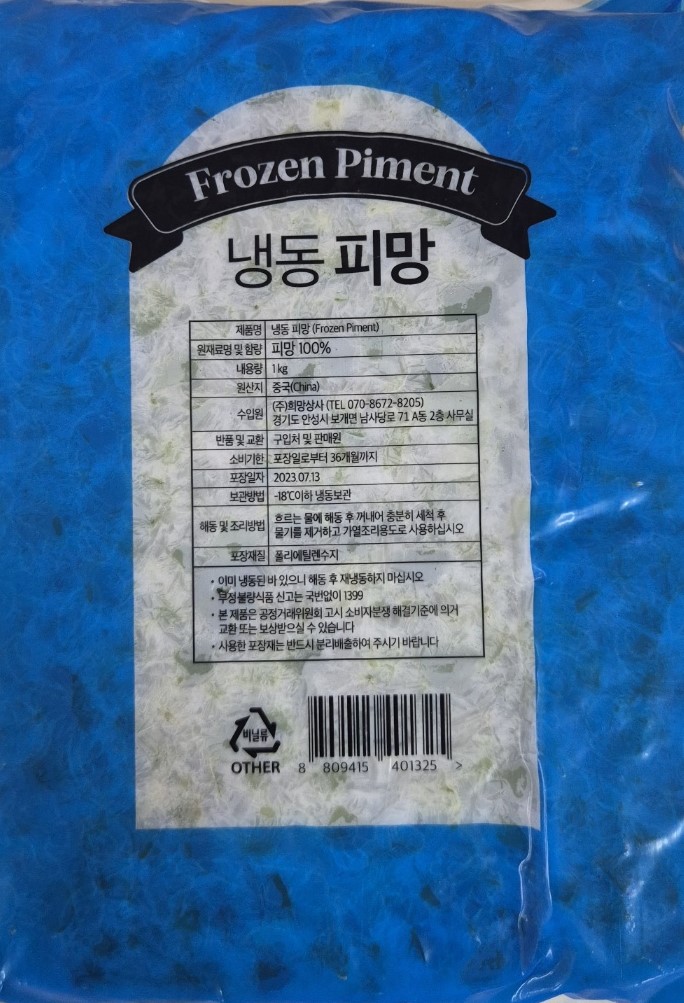 Frozen Piment
냉동 피망
제품명 냉동 피망 (Frozen Piment)
원재료명 및 함량 피망 100%
내용량 1kg
원산지 중국(China)
수입원 (주)희망상사 (TEL 070-8672-8205)
경기도 안성시 보개면 남사당로 71 A동 2층 사무실
반품 및 교환 구입처 및 판매원
소비기한 포장일로부터 36개월까지
포장일자 2023.07.13
보관방법 -18℃이하 냉동보관
해동 및 조리방법 흐르는 물에 해동 후 꺼내어 충분히 세척 후
물기를 제거하고 가열조리용도로 사용하십시오
포장재질 폴리에틸렌수지
• 이미 냉동된 바 있으니 해동 후 재냉동하지 마십시오
• 부정·불량식품 신고는 국번없이 1399
• 본 제품은 공정거래위원회 고시 소비자분쟁 해결기준에 의거
교환 또는 보상받으실 수 있습니다
• 사용한 포장재는 반드시 분리배출하여 주시기 바랍니다
비닐류
OTHER
8 809415 401325 >